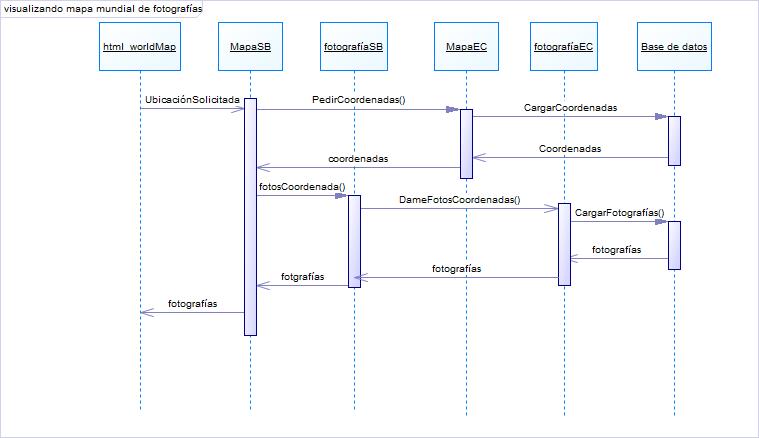 visualizando mapa mundial de fotografías
html_worldMap
MapaSB
fotografíaSB
MapaEC
fotografíaEC
Base de datos
UbicaciónSolicitada
PedirCoordenadas()
CargarCoordenadas
Coordenadas
coordenadas
fotosCoordenada()
DameFotosCoordenadas()
CargarFotografías()
fotografías
fotografías
fotgrafías
fotografías